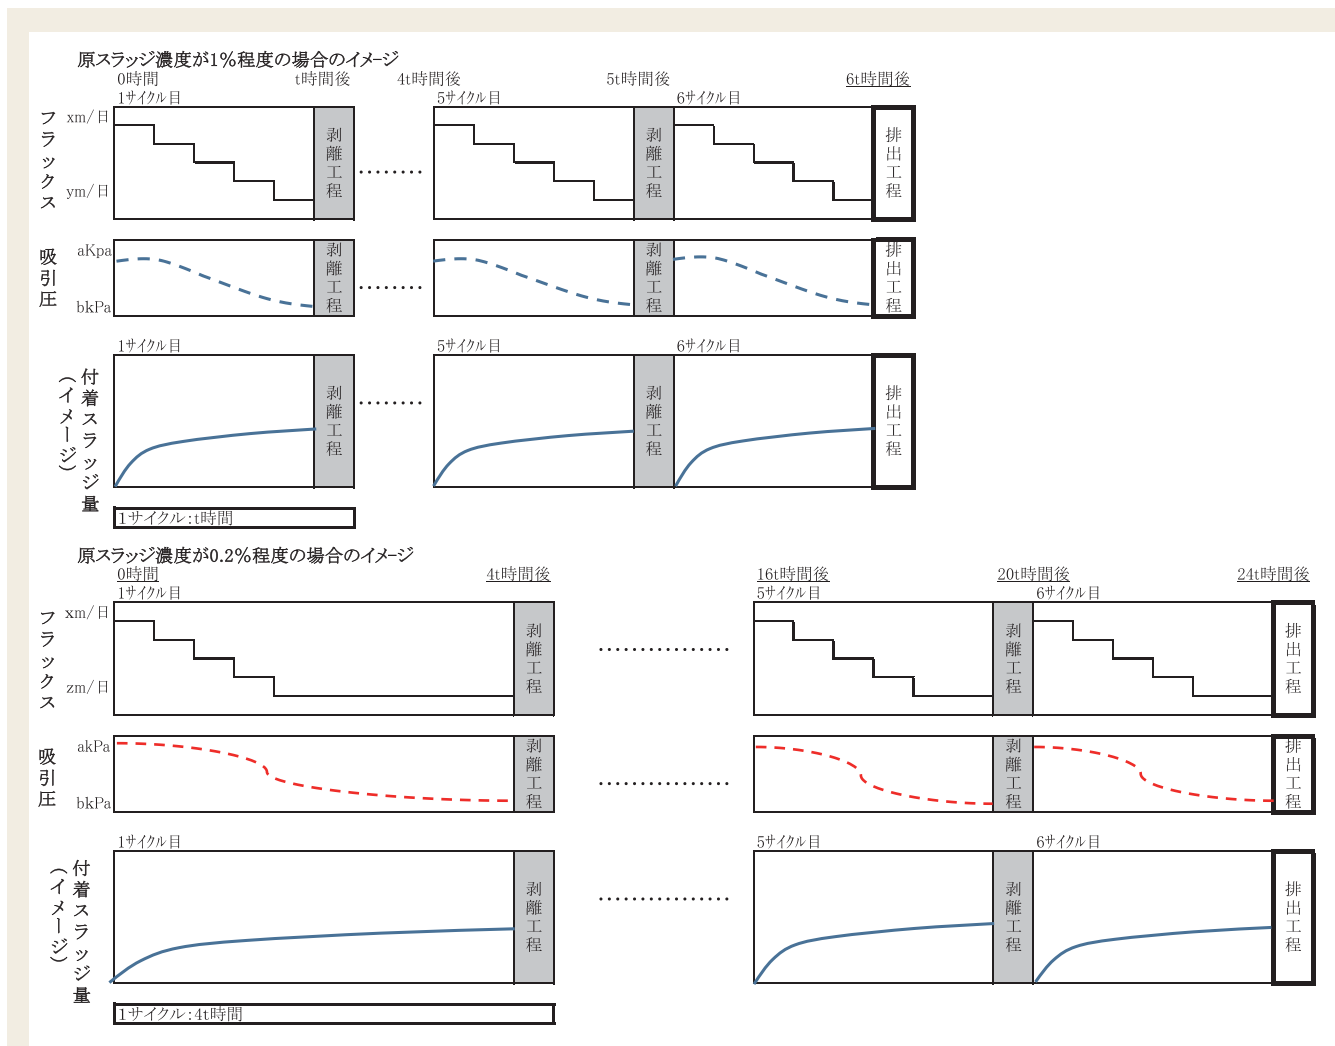 原スラッジ濃度が1%程度の場合のイメージ
0時間 t時間後 4t時間後 5t時間後 6t時間後
1サイクル目 5サイクル目 6サイクル目
フラックス
xm/日
ym/日
剥離工程 剥離工程 排出工程
吸引圧
aKpa
bkPa
剥離工程 剥離工程 排出工程
1サイクル目 5サイクル目 6サイクル目
付着スラッジ量
(イメージ)
剥離工程 剥離工程 排出工程
1サイクル:t時間
原スラッジ濃度が0.2%程度の場合のイメージ
0時間 4t時間後 16t時間後 20t時間後 24t時間後
1サイクル目 5サイクル目 6サイクル目
フラックス
xm/日
zm/日
剥離工程 剥離工程 排出工程
吸引圧
akPa
bkPa
剥離工程 剥離工程 排出工程
1サイクル目 5サイクル目 6サイクル目
付着スラッジ量
(イメージ)
剥離工程 剥離工程 排出工程
1サイクル:4t時間